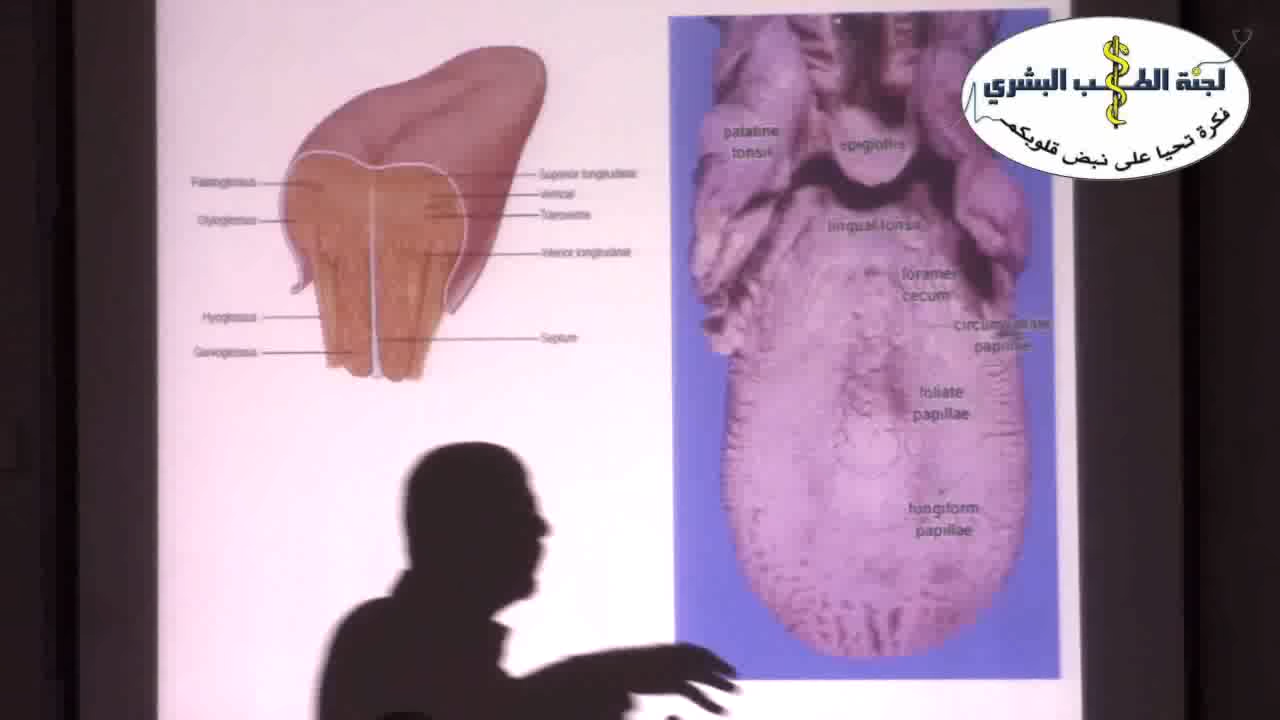 Superior longitudinal
Vertical
Transverse
Inferior longitudinal
Septum
Palatoglossus
Styloglossus
Hyoglossus
Genioglossus
palatine
tonsil
epiglottis
lingual tonsil
foramen
cecum
circumvallate
papillae
foliate
papillae
fungiform
papillae
لجنة الطب البشري
فكرة تحيا على نبض قلوبكم